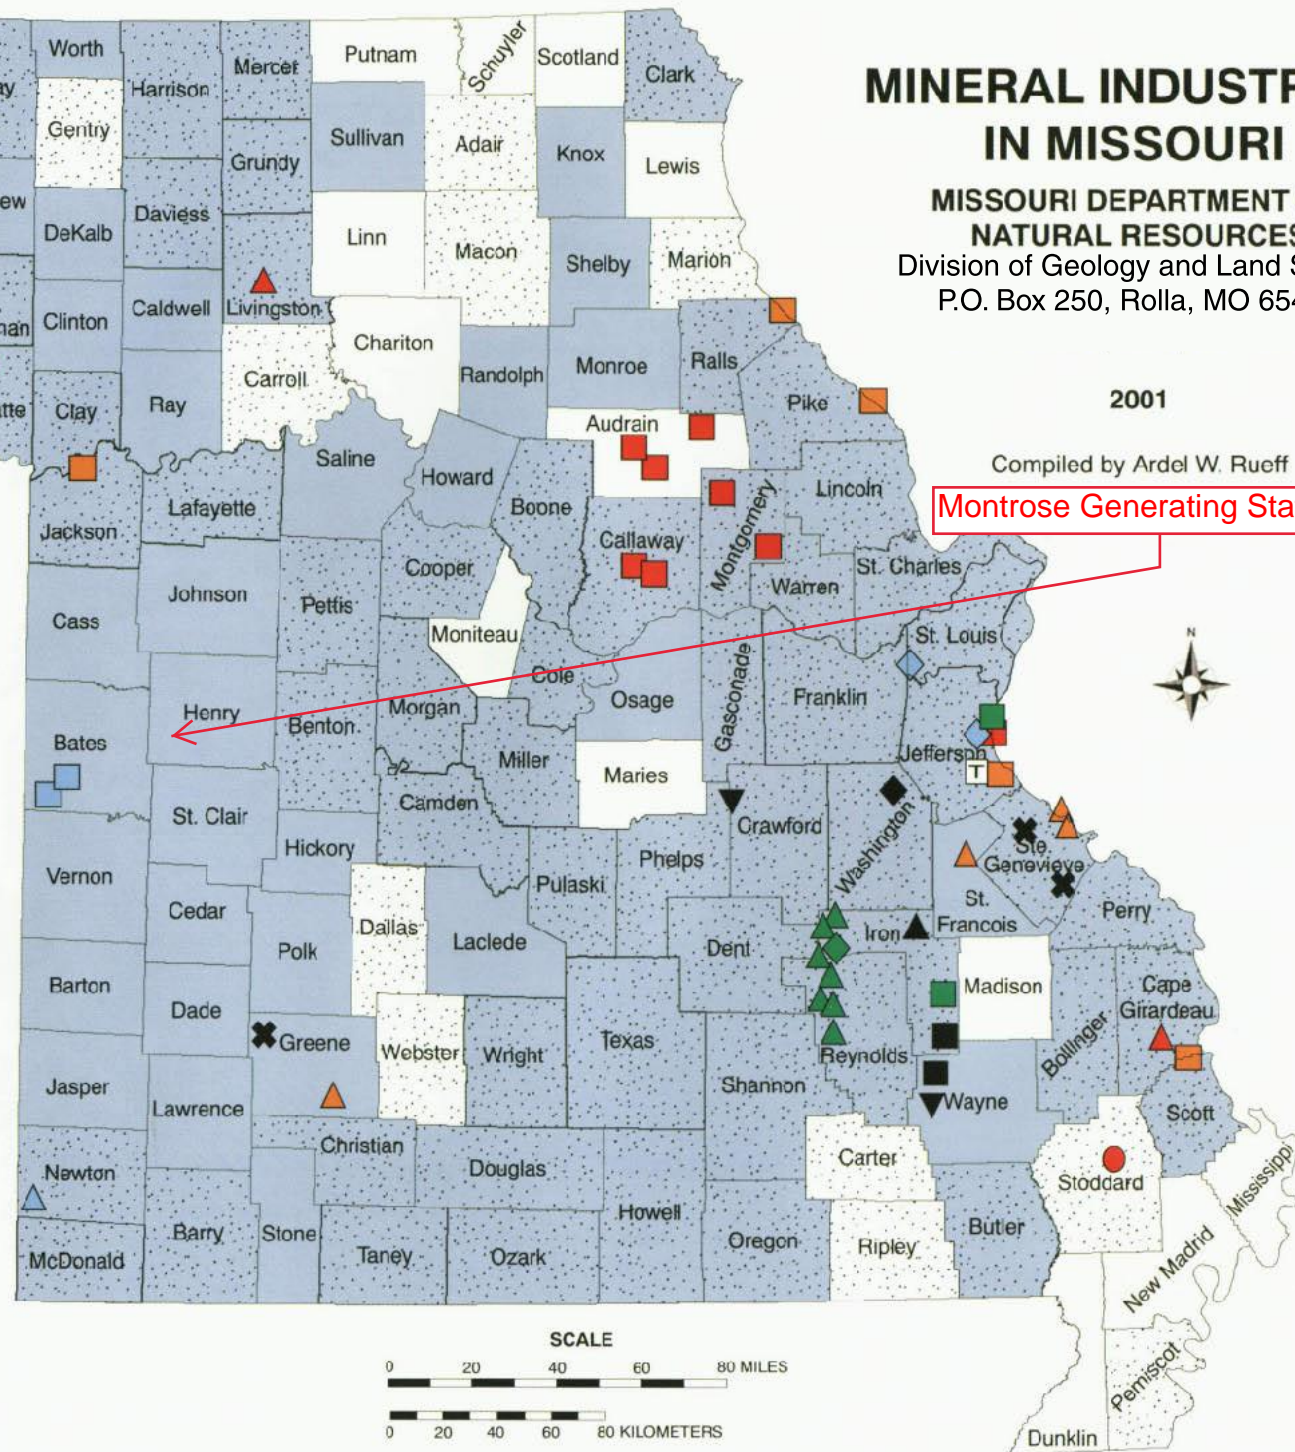 MINERAL INDUSTR
IN MISSOURI
MISSOURI DEPARTMENT
NATURAL RESOURCES
Division of Geology and Land S
P.O. Box 250, Rolla, MO 654
2001
Compiled by Ardel W. Rueff
Montrose Generating Sta
N
Worth
Harrison
Mercer
Putnam
Schuyler
Scotland
Clark
ay
Gentry
Grundy
Sullivan
Adair
Knox
Lewis
ew
DeKalb
Daviess
Linn
Macon
Shelby
Marion
Clinton
Caldwell
Livingston
Chariton
Randolph
Monroe
Ralls
nan
Pike
tte
Clay
Ray
Carroll
Audrain
Saline
Howard
Boone
Callaway
Montgomery
Lincoln
Jackson
Lafayette
Cooper
Warren
St. Charles
Cass
Johnson
Pettis
Moniteau
Cole
Osage
Gasconade
Franklin
St. Louis
Bates
Henry
Benton
Morgan
Miller
Maries
Jefferson
T
St. Clair
Camden
Crawford
Washington
Ste.
Genevieve
Vernon
Hickory
Pulaski
Phelps
St.
Francois
Perry
Cedar
Polk
Dallas
Laclede
Dent
Iron
Barton
Dade
Madison
Bollinger
Cape
Girardeau
Greene
Webster
Wright
Texas
Shannon
Reynolds
Wayne
Scott
Jasper
Lawrence
Christian
Douglas
Carter
Stoddard
Mississippi
Newton
Barry
Stone
Taney
Ozark
Howell
Oregon
Ripley
Butler
New Madrid
McDonald
Pemiscot
Dunklin
SCALE
0 20 40 60 80 MILES
0 20 40 60 80 KILOMETERS